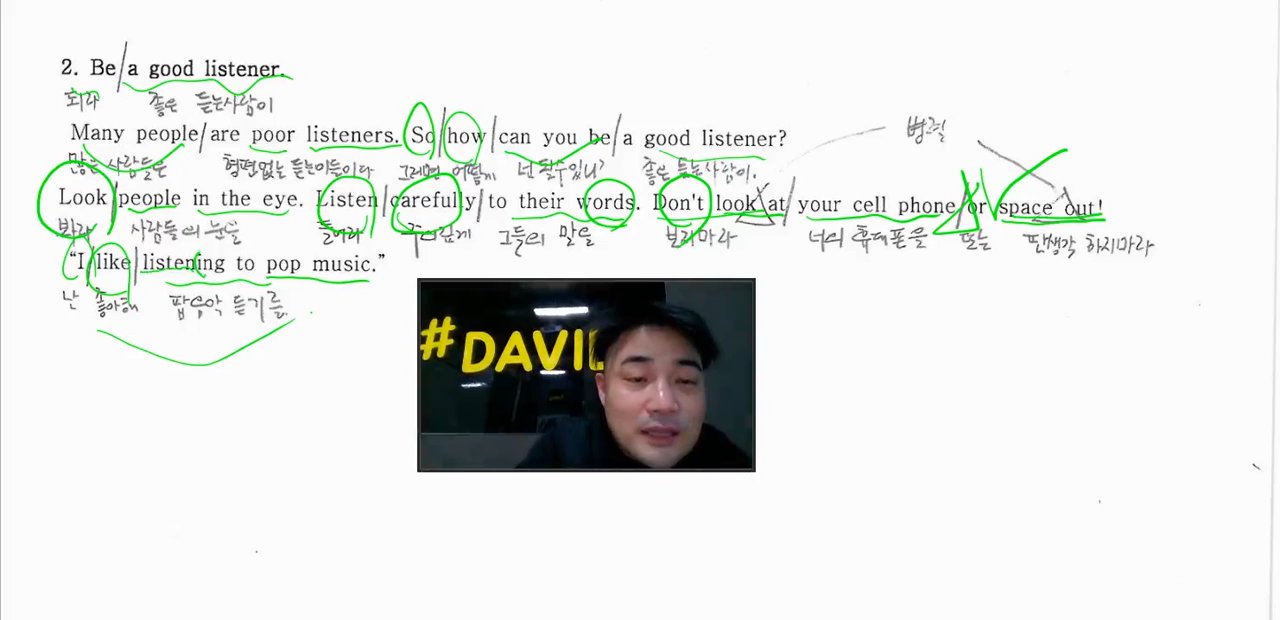 2. Be a good listener.
되라 좋은 듣는사람이
Many people are poor listeners. So how can you be a good listener?
병렬
많은 사람들은 형편없는 듣는이들이다 그러면 어떻게 넌 될수있니? 좋은 듣는사람이.
Look people in the eye. Listen carefully to their words. Don't look at your cell phone or space out!
봐라 사람들의 눈을 들어라 주의깊게 그들의 말을 보지마라 너의 휴대폰을 또는 딴생각 하지마라
“I like listening to pop music.”
난 좋아해 팝음악 듣기를
#DAVI